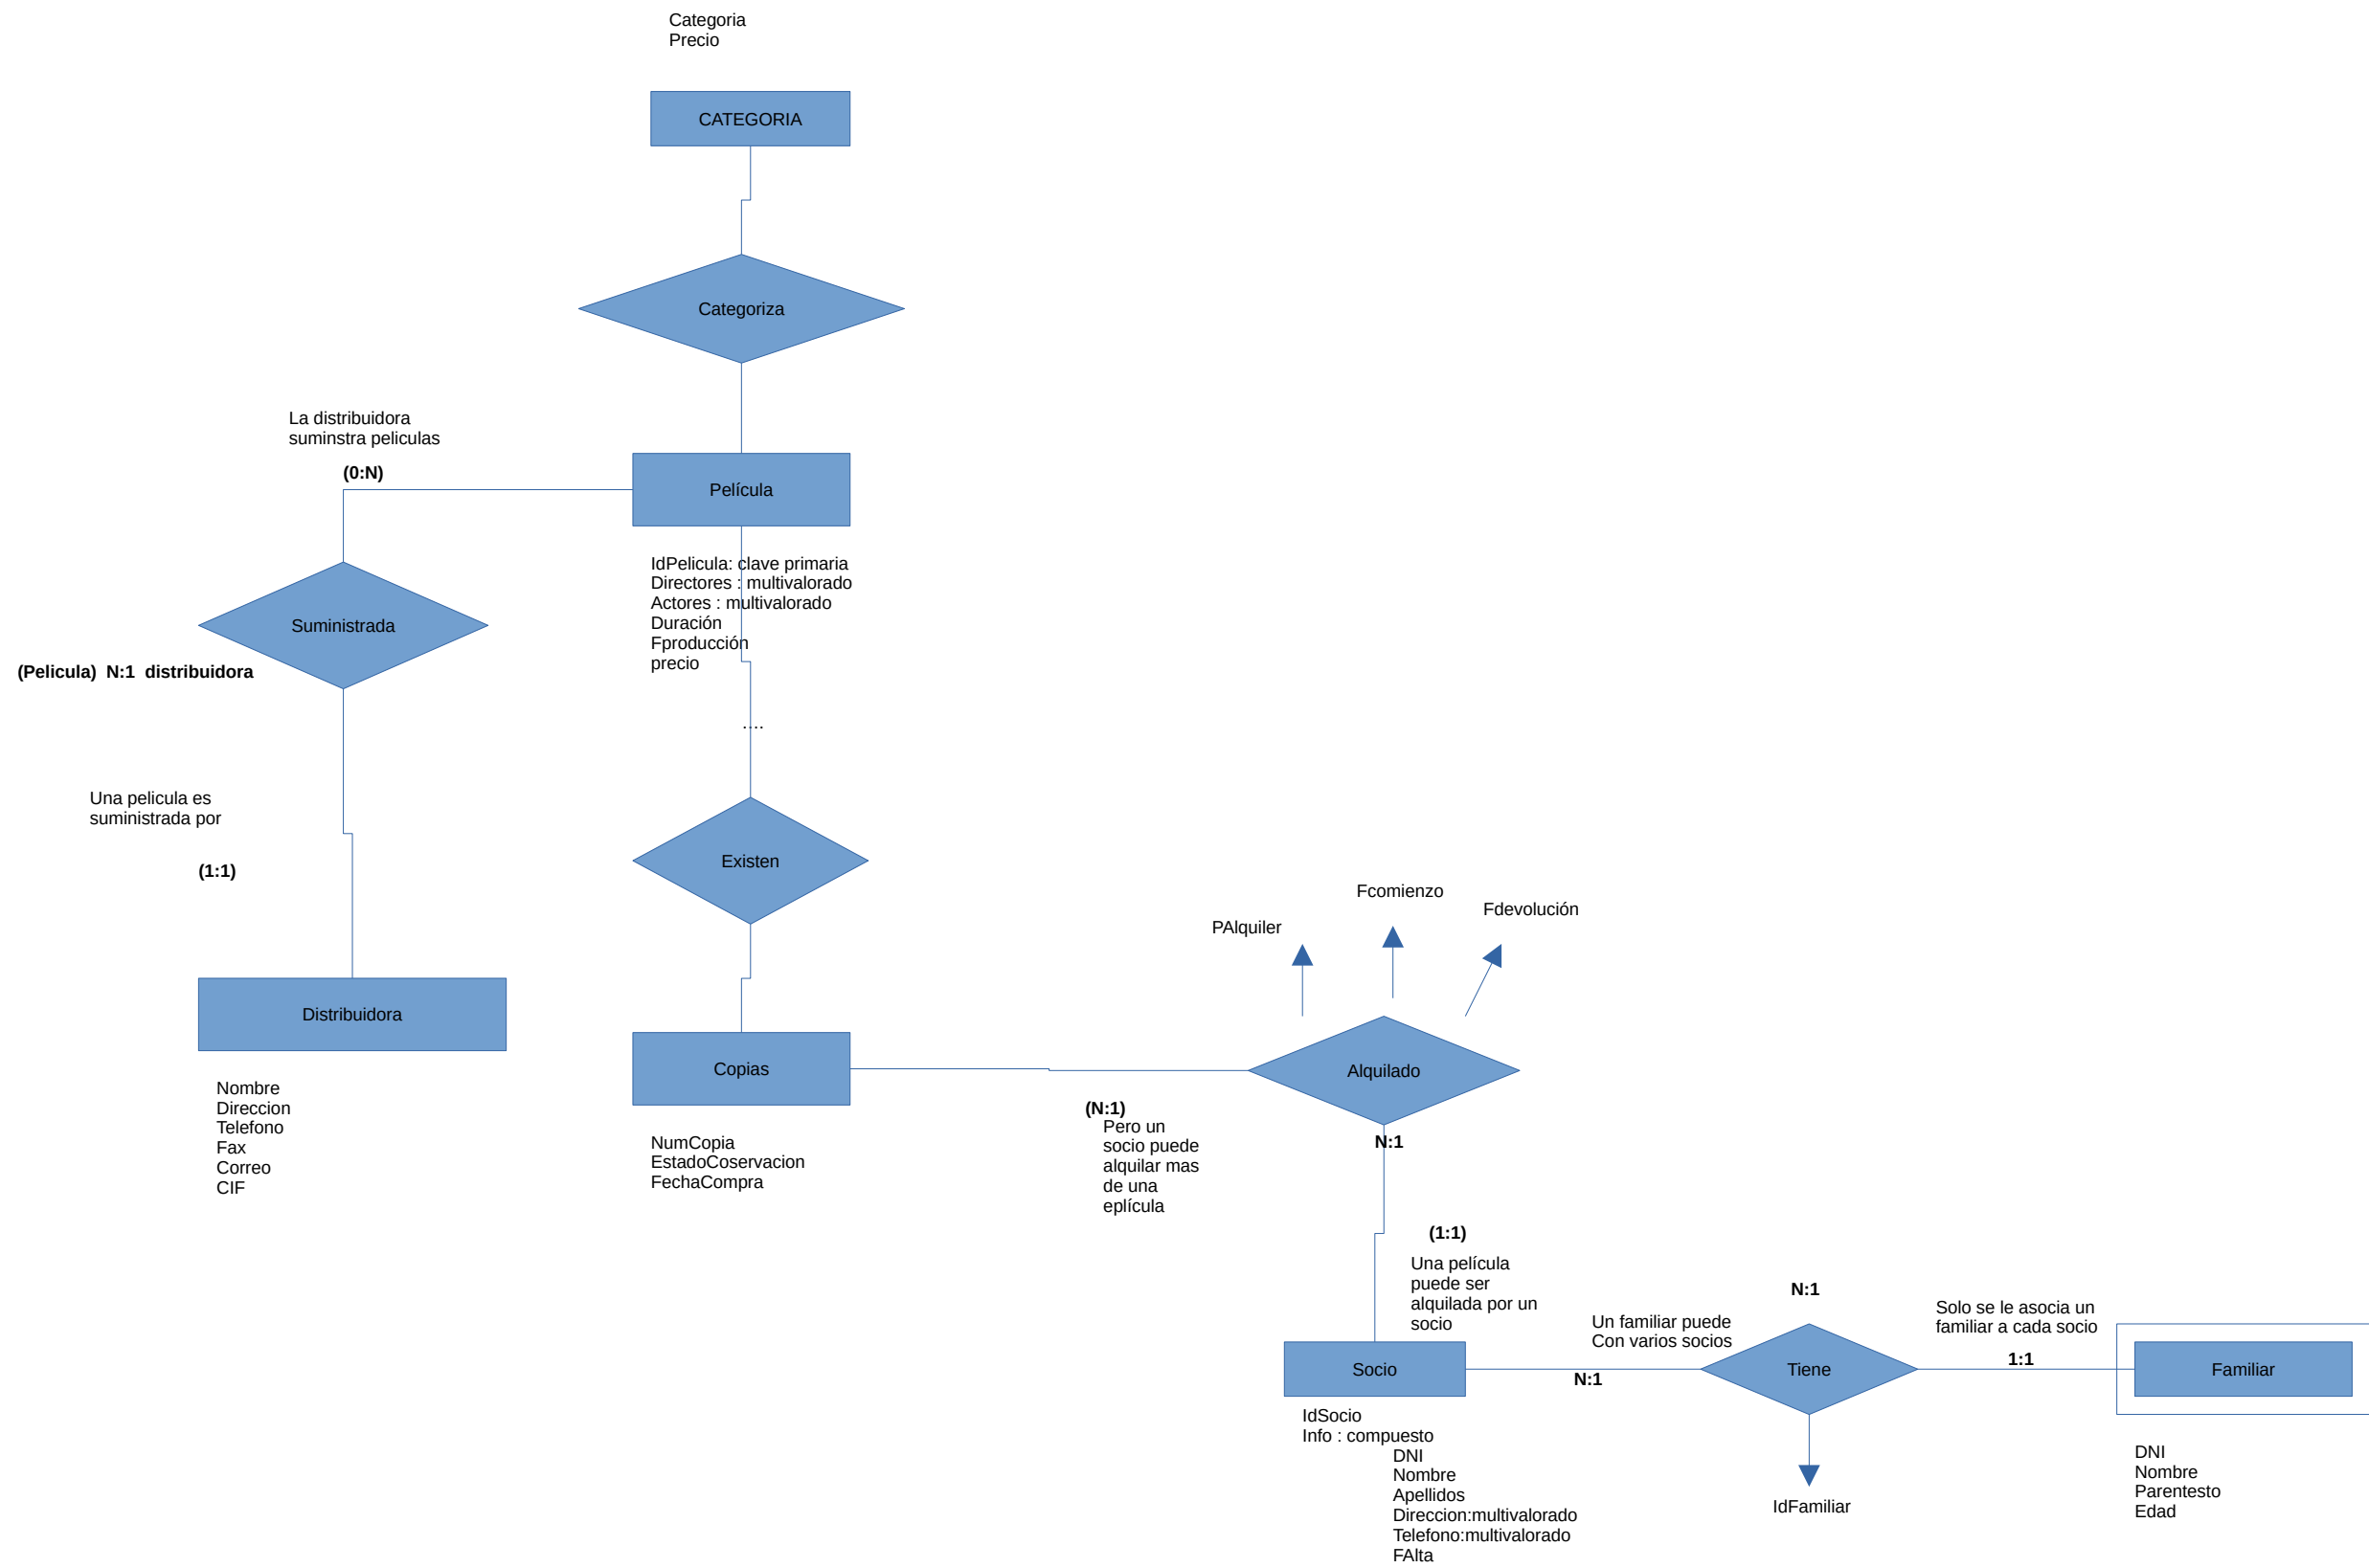 Categoria
Precio
CATEGORIA
Categoriza
La distribuidora
suminstra peliculas
(0:N)
Película
IdPelicula: clave primaria
Directores : multivalorado
Actores : multivalorado
Duración
Fproducción
precio
....
Suministrada
(Pelicula)  N:1  distribuidora
Una pelicula es
suministrada por
(1:1)
Existen
Distribuidora
Nombre
Direccion
Telefono
Fax
Correo
CIF
Copias
NumCopia
EstadoCoservacion
FechaCompra
PAlquiler
Fcomienzo
Fdevolución
Alquilado
(N:1)
Pero un
socio puede
alquilar mas
de una
eplícula
N:1
(1:1)
Una película
puede ser
alquilada por un
socio
Socio
IdSocio
Info : compuesto
DNI
Nombre
Apellidos
Direccion:multivalorado
Telefono:multivalorado
FAlta
Un familiar puede
Con varios socios
N:1
N:1
Tiene
IdFamiliar
Solo se le asocia un
familiar a cada socio
1:1
Familiar
DNI
Nombre
Parentesto
Edad